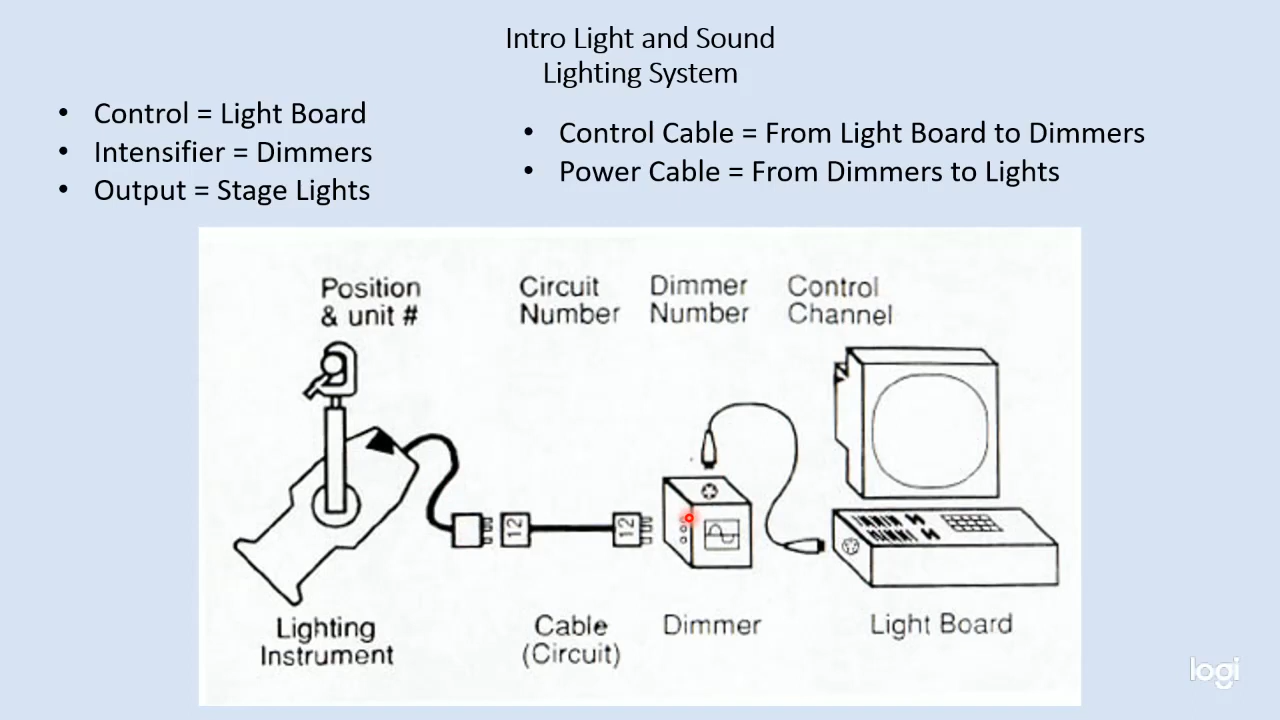 Intro Light and Sound
Lighting System
• Control = Light Board
• Intensifier = Dimmers
• Output = Stage Lights
• Control Cable = From Light Board to Dimmers
• Power Cable = From Dimmers to Lights
Position
& unit #
Circuit
Number
Dimmer
Number
Control
Channel
12
12
Lighting
Instrument
Cable
(Circuit)
Dimmer
Light Board
logi